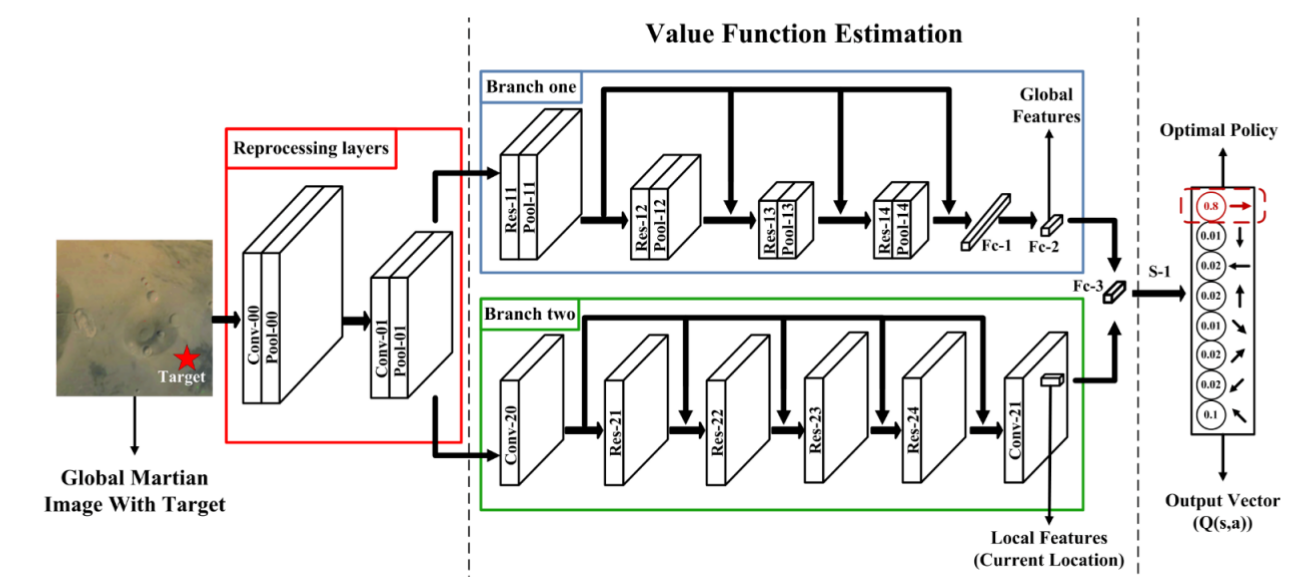 Value Function Estimation
Branch one
Global
Features
Optimal Policy
Reprocessing layers
Res-11
Pool-11
Res-12
Pool-12
Res-13
Pool-13
Res-14
Pool-14
Fc-1
Fc-2
0.8
0.01
0.02
0.02
0.01
0.02
0.02
0.1
S-1
Fc-3
Conv-00
Pool-00
Conv-01
Pool-01
Target
Branch two
Conv-20
Res-21
Res-22
Res-23
Res-24
Conv-21
Global Martian
Image With Target
Local Features
(Current Location)
Output Vector
(Q(s,a))